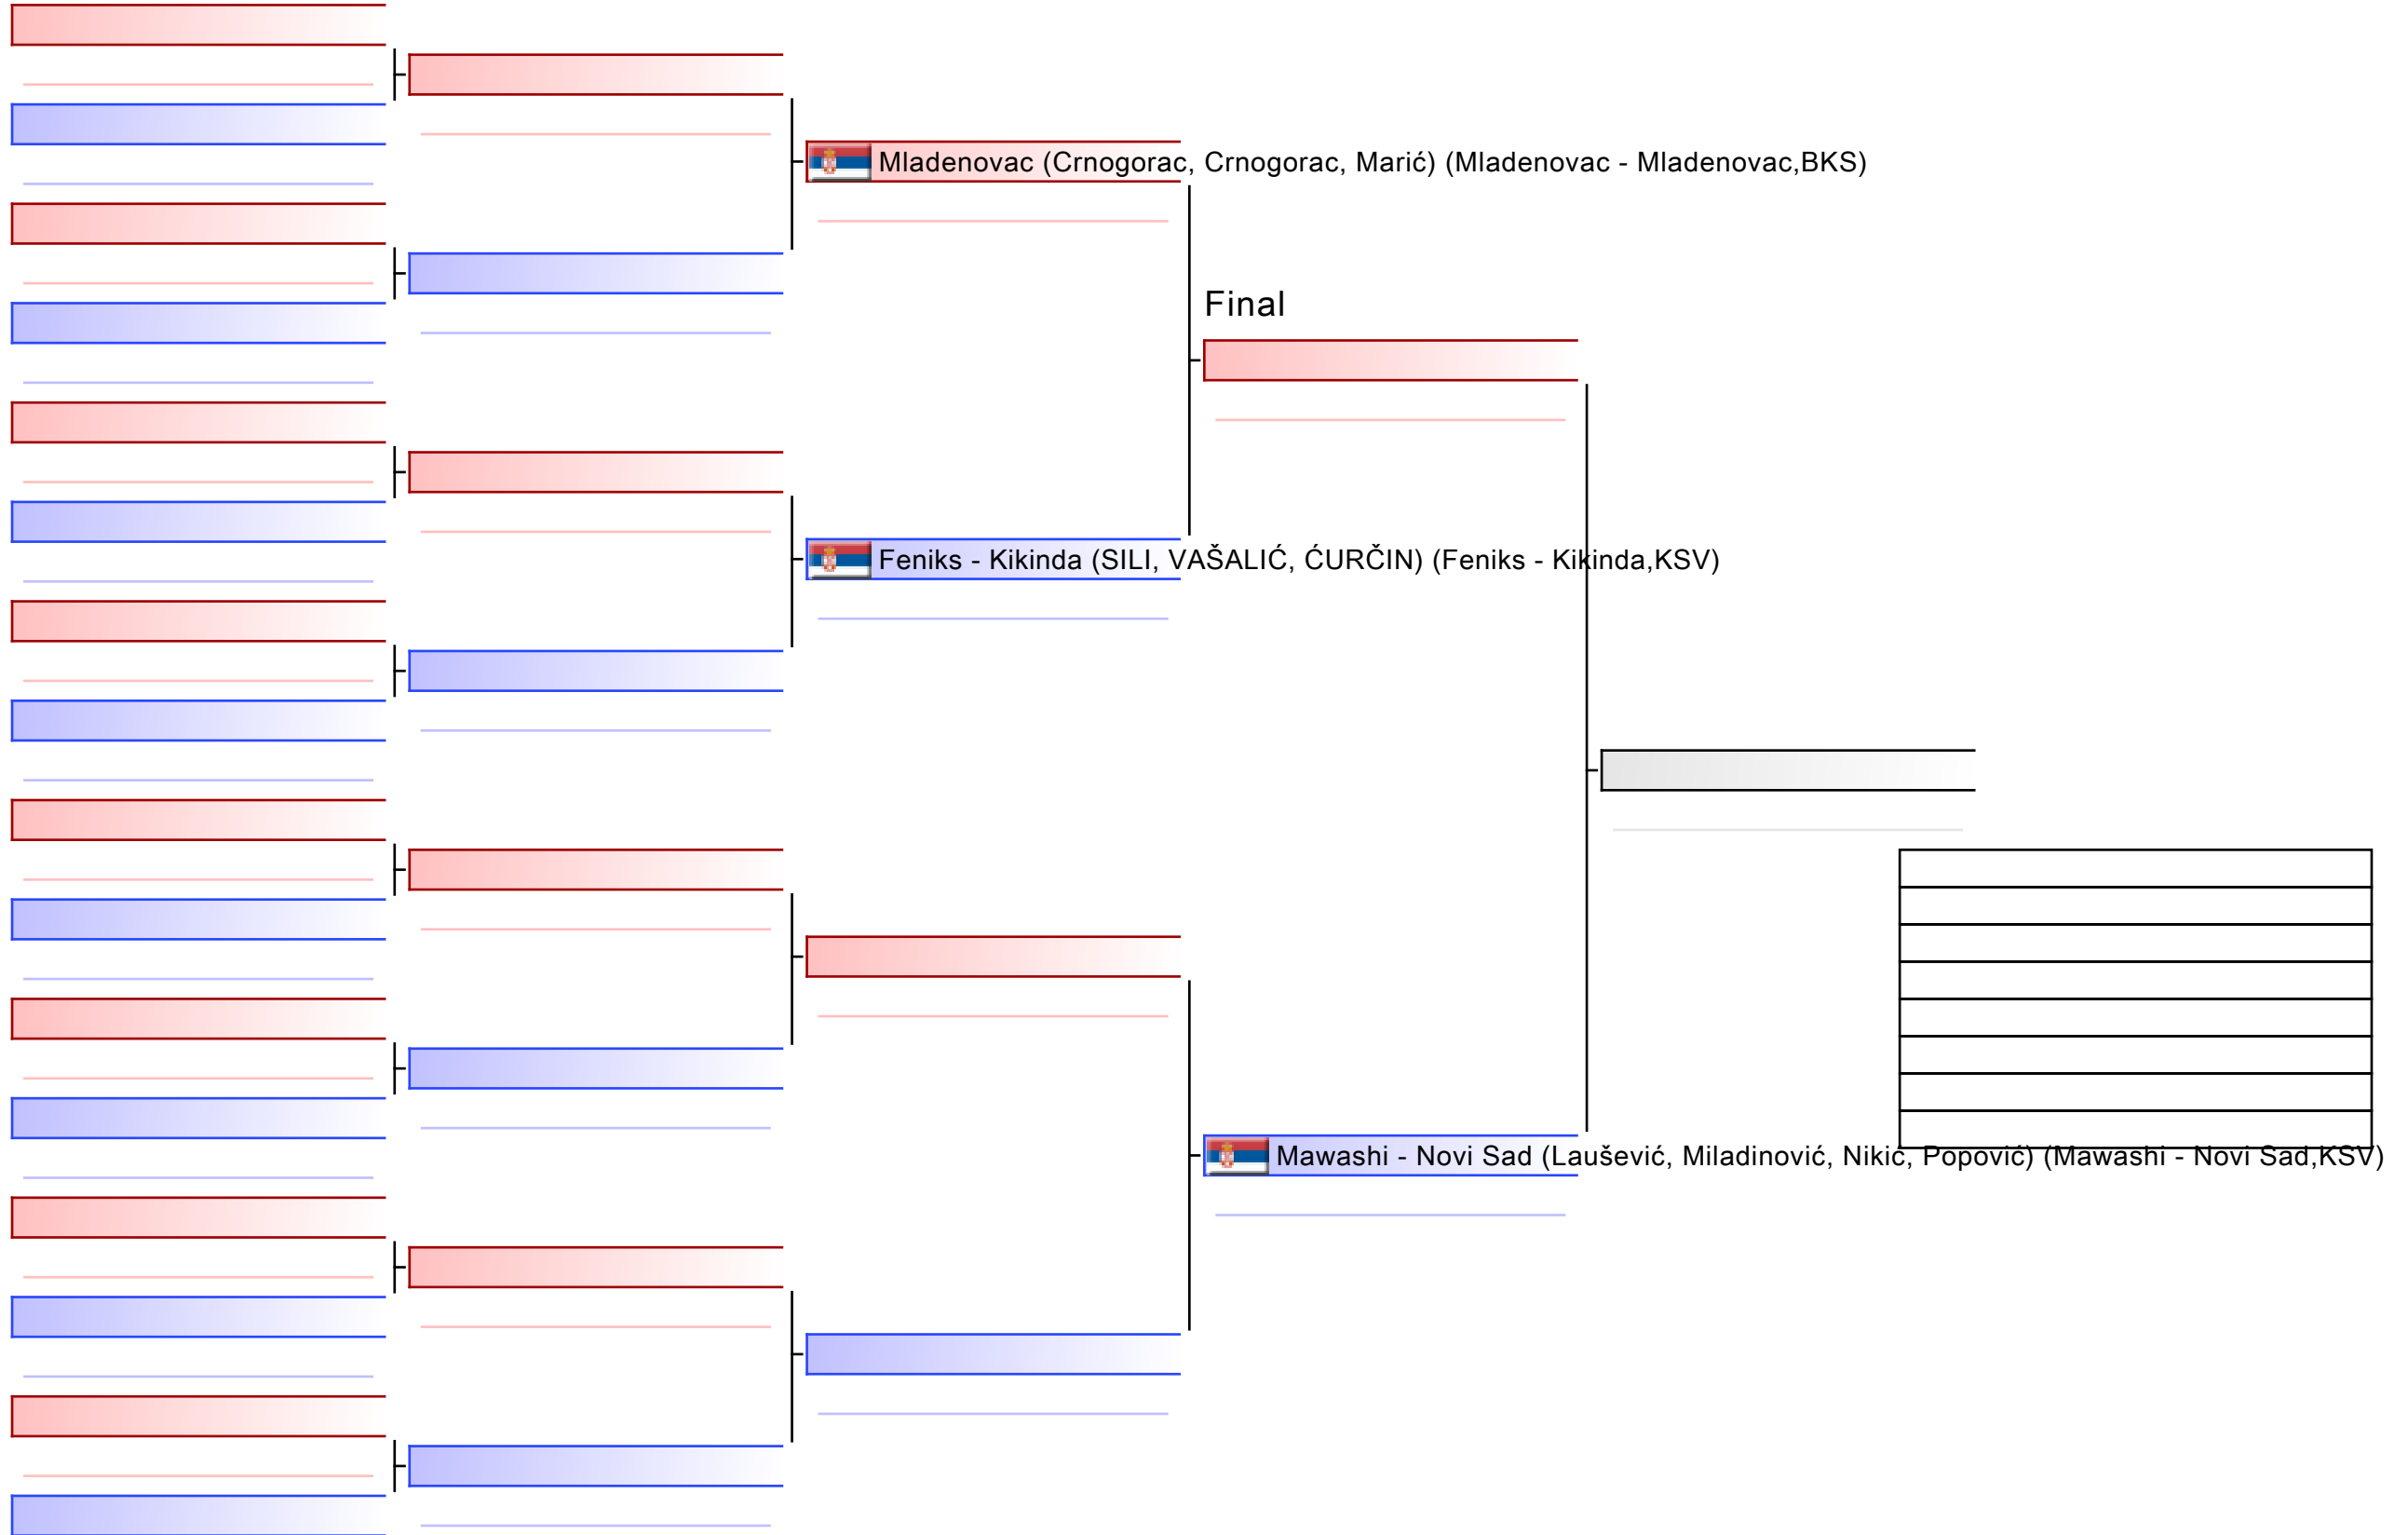 Mladenovac (Crnogorac, Crnogorac, Marić) (Mladenovac - Mladenovac,BKS)
Final
Feniks - Kikinda (SILI, VAŠALIĆ, ĆURČIN) (Feniks - Kikinda,KSV)
Mawashi - Novi Sad (Laušević, Miladinović, Nikić, Popović) (Mawashi - Novi Sad,KSV)